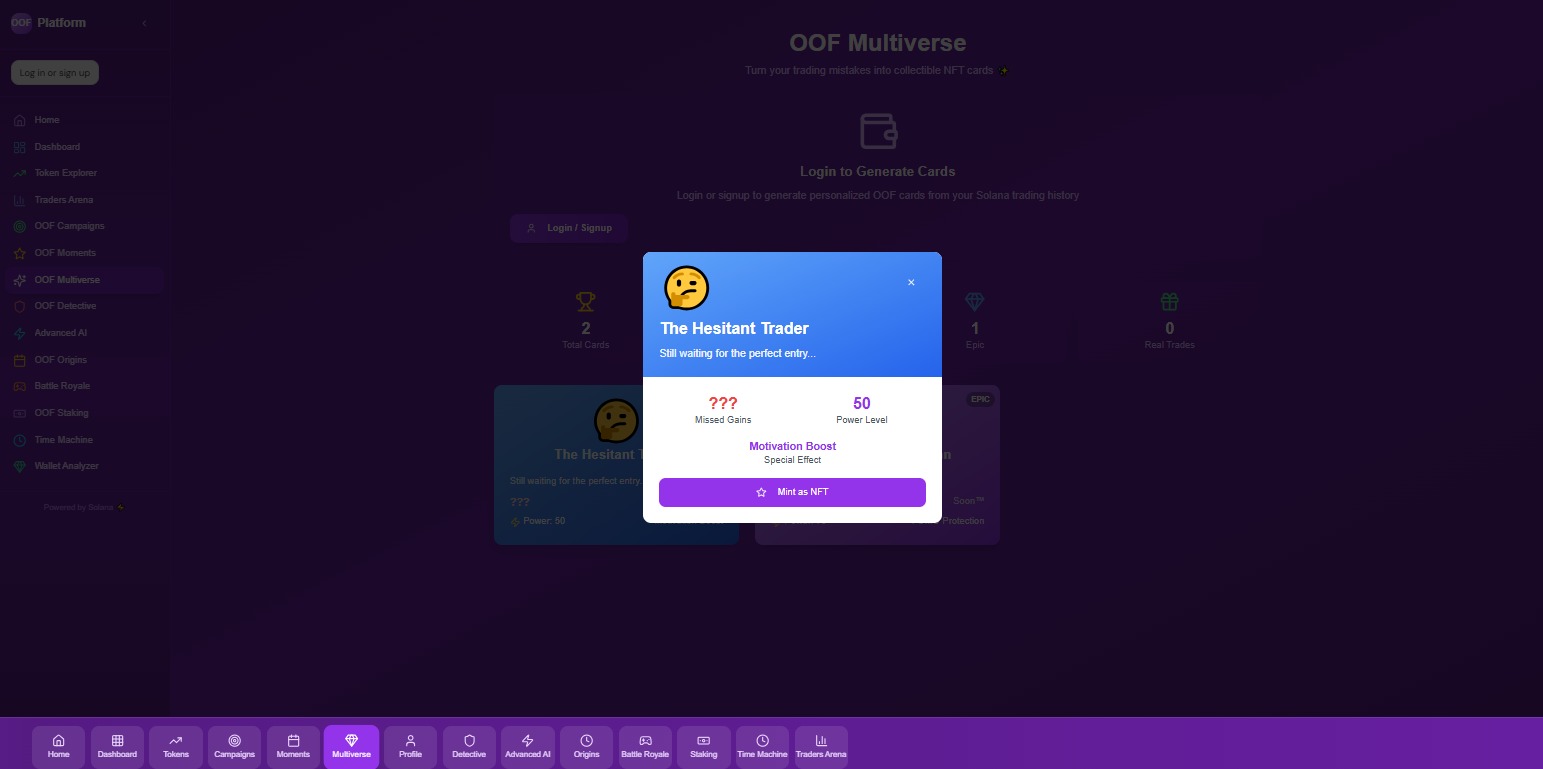 OOF Platform
Log in or sign up
Home
Dashboard
Token Explorer
Traders Arena
OOF Campaigns
OOF Moments
OOF Multiverse
OOF Detective
Advanced AI
OOF Origins
Battle Royale
OOF Staking
Time Machine
Wallet Analyzer
Powered by Solana
OOF Multiverse
Turn your trading mistakes into collectible NFT cards
Login to Generate Cards
Login or signup to generate personalized OOF cards from your Solana trading history
Login / Signup
2
Total Cards
1
Epic
0
Real Trades
The Hesitant T
Still waiting for the perfect entry.
???
Power: 50
EPIC
Soon™
Protection
The Hesitant Trader
Still waiting for the perfect entry...
???
Missed Gains
50
Power Level
Motivation Boost
Special Effect
Mint as NFT
Home
Dashboard
Tokens
Campaigns
Moments
Multiverse
Profile
Detective
Advanced AI
Origins
Battle Royale
Staking
Time Machine
Traders Arena